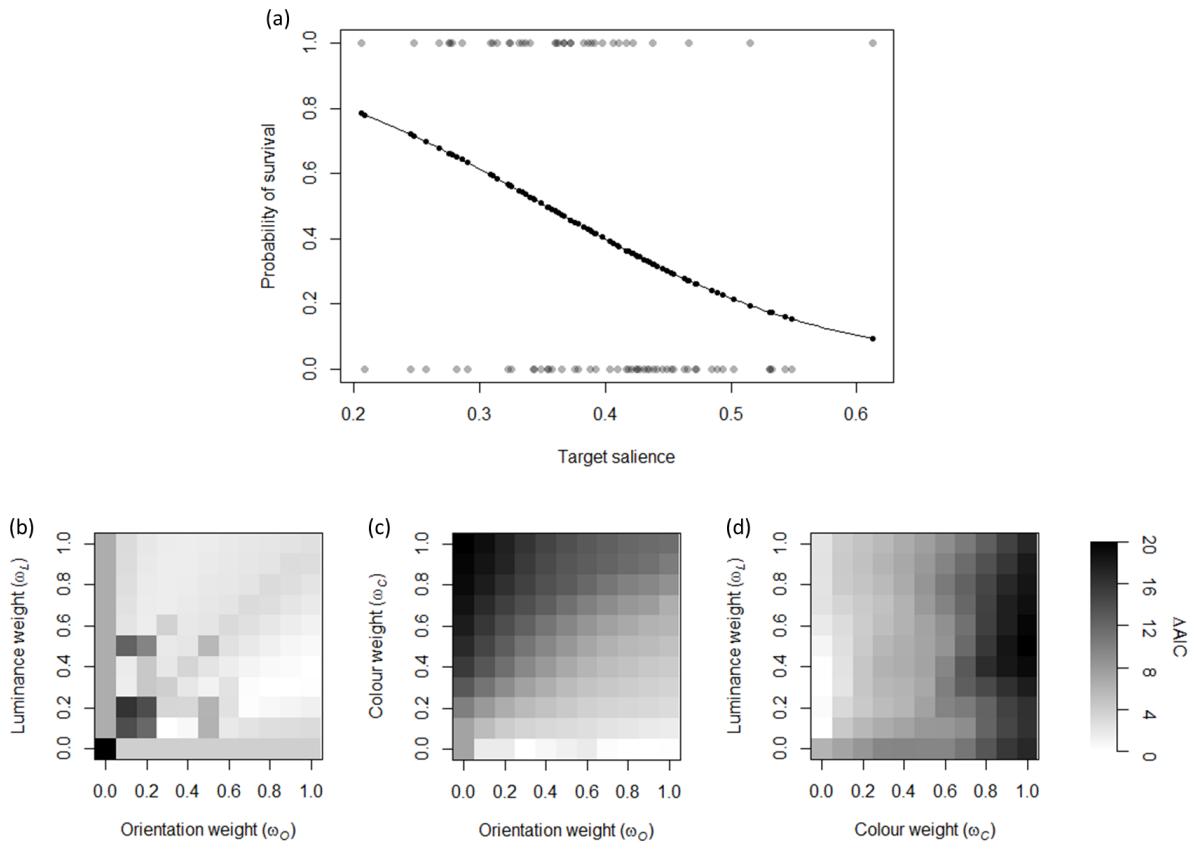 (a)
Probability of survival
1.0
0.8
0.6
0.4
0.2
0.0
0.2 0.3 0.4 0.5 0.6
Target salience
(b)
Luminance weight (ωL)
1.0
0.8
0.6
0.4
0.2
0.0
0.0 0.2 0.4 0.6 0.8 1.0
Orientation weight (ωO)
(c)
Colour weight (ωC)
1.0
0.8
0.6
0.4
0.2
0.0
0.0 0.2 0.4 0.6 0.8 1.0
Orientation weight (ωO)
(d)
Luminance weight (ωL)
1.0
0.8
0.6
0.4
0.2
0.0
0.0 0.2 0.4 0.6 0.8 1.0
Colour weight (ωC)
20
16
12
8
4
0
ΔAIC